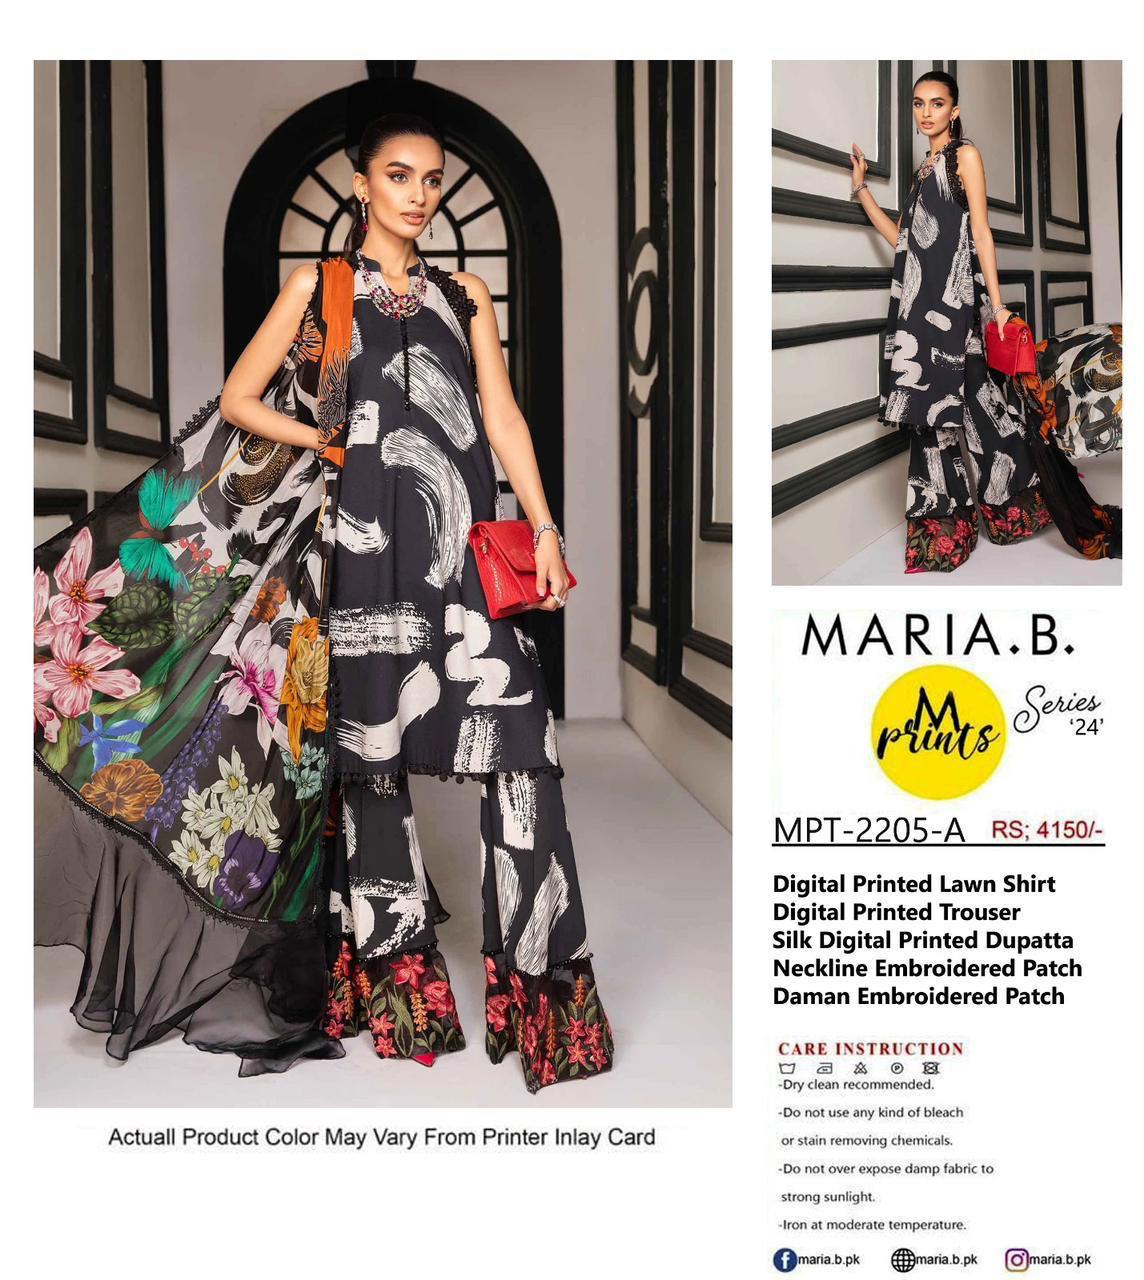 MARIA.B.
M
prints
Series
‘24’
MPT-2205-A RS; 4150/-
Digital Printed Lawn Shirt
Digital Printed Trouser
Silk Digital Printed Dupatta
Neckline Embroidered Patch
Daman Embroidered Patch
CARE INSTRUCTION
-Dry clean recommended.
-Do not use any kind of bleach
or stain removing chemicals.
-Do not over expose damp fabric to
strong sunlight.
-Iron at moderate temperature.
maria.b.pk maria.b.pk maria.b.pk
Actuall Product Color May Vary From Printer Inlay Card